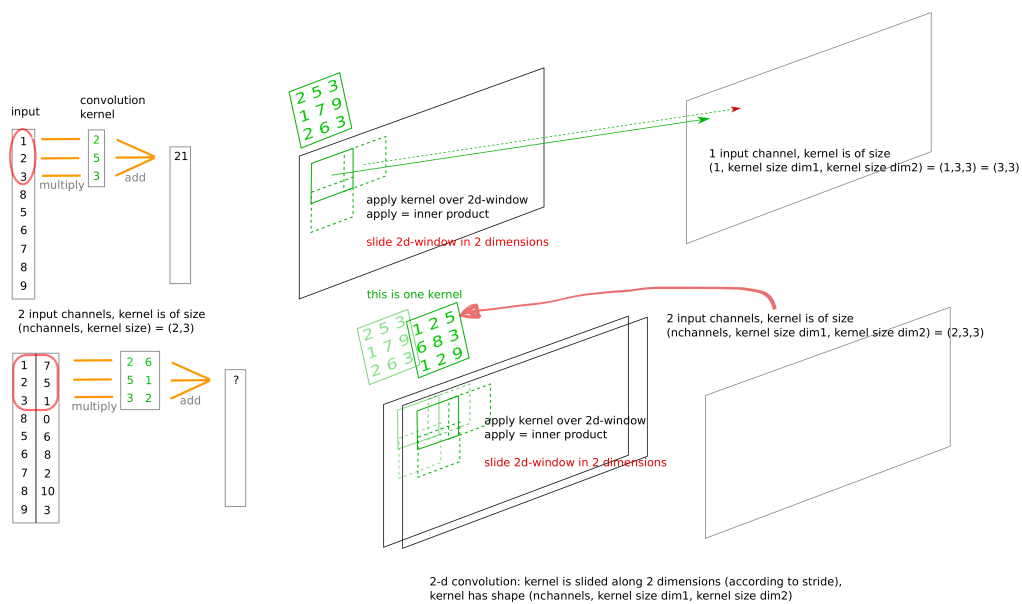 input
convolution
kernel
1
2
3
8
5
6
7
8
9
2
5
3
multiply
add
21
2 5 3
1 7 9
2 6 3
apply kernel over 2d-window
apply = inner product
slide 2d-window in 2 dimensions
1 input channel, kernel is of size
(1, kernel size dim1, kernel size dim2) = (1,3,3) = (3,3)
2 input channels, kernel is of size
(nchannels, kernel size) = (2,3)
1 7
2 5
3 1
8 0
5 6
6 8
7 2
8 10
9 3
2 6
5 1
3 2
multiply
add
?
this is one kernel
2 5 3
1 7 9
2 6 3
1 2 5
6 8 3
1 2 9
apply kernel over 2d-window
apply = inner product
slide 2d-window in 2 dimensions
2 input channels, kernel is of size
(nchannels, kernel size dim1, kernel size dim2) = (2,3,3)
2-d convolution: kernel is slided along 2 dimensions (according to stride),
kernel has shape (nchannels, kernel size dim1, kernel size dim2)